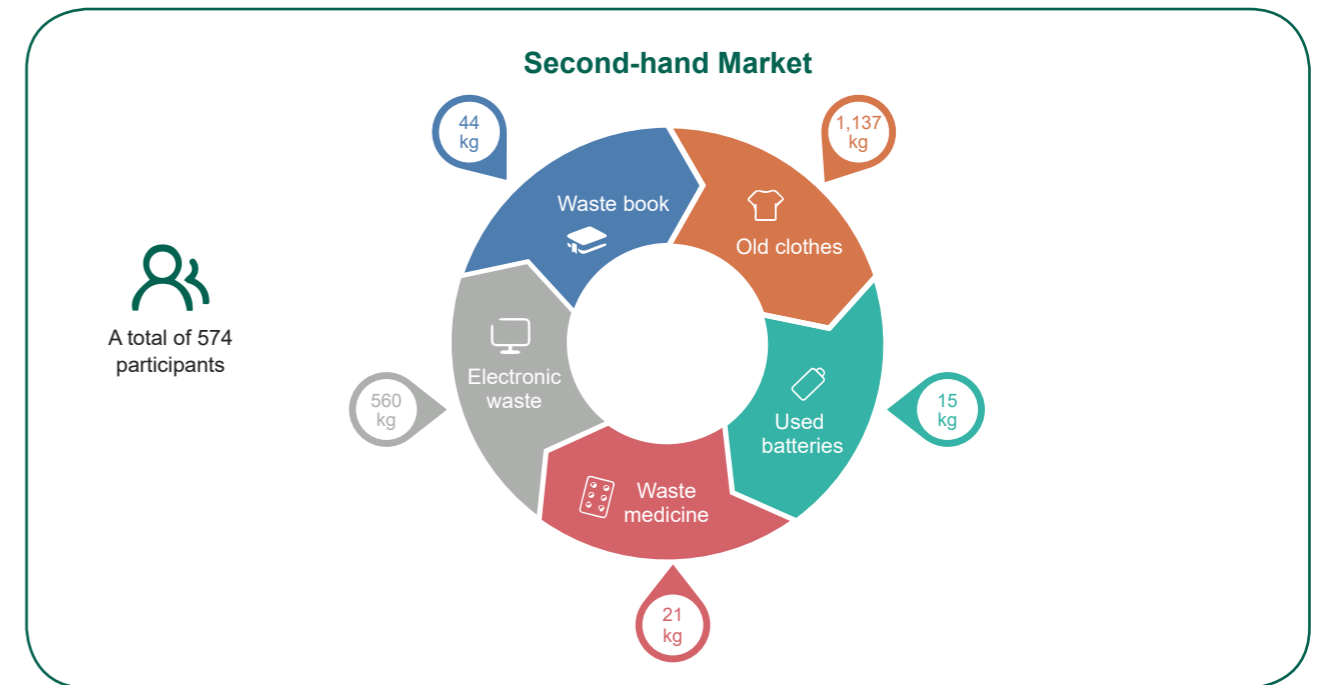 Second-hand Market
44
kg
1,137
kg
Waste book
Old clothes
A total of 574
participants
Electronic
waste
560
kg
Used
batteries
15
kg
Waste
medicine
21
kg